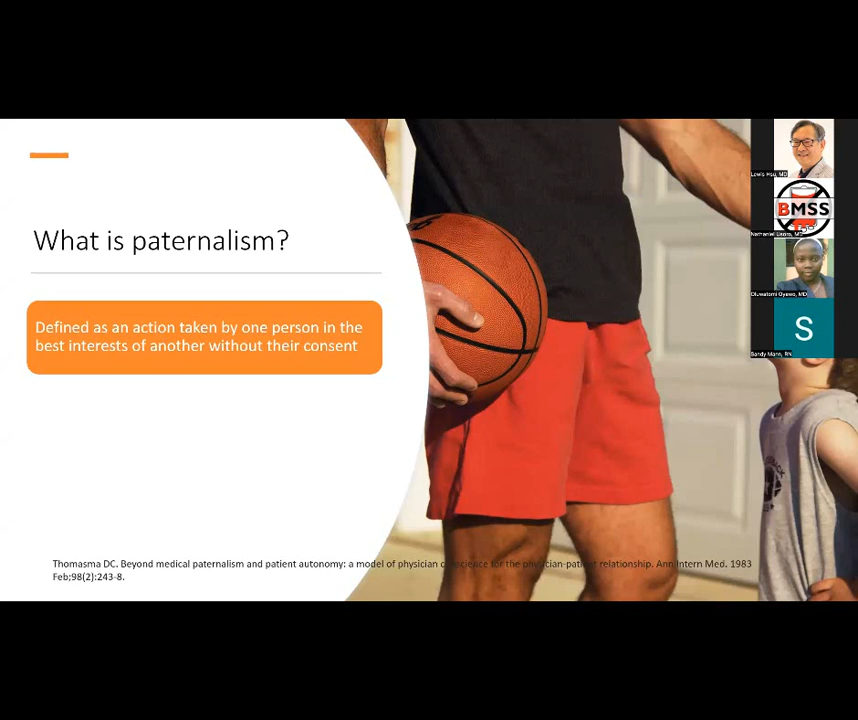 What is paternalism?
Defined as an action taken by one person in the
best interests of another without their consent
Thomasma DC. Beyond medical paternalism and patient autonomy: a model of physician conscience for the physician-patient relationship. Ann Intern Med. 1983
Feb;98(2):243-8.
Lewis Hsu, MD
BMSS
Nathaniel
Oluwatomi Oyewo, MD
S
Sandy Mann, RN